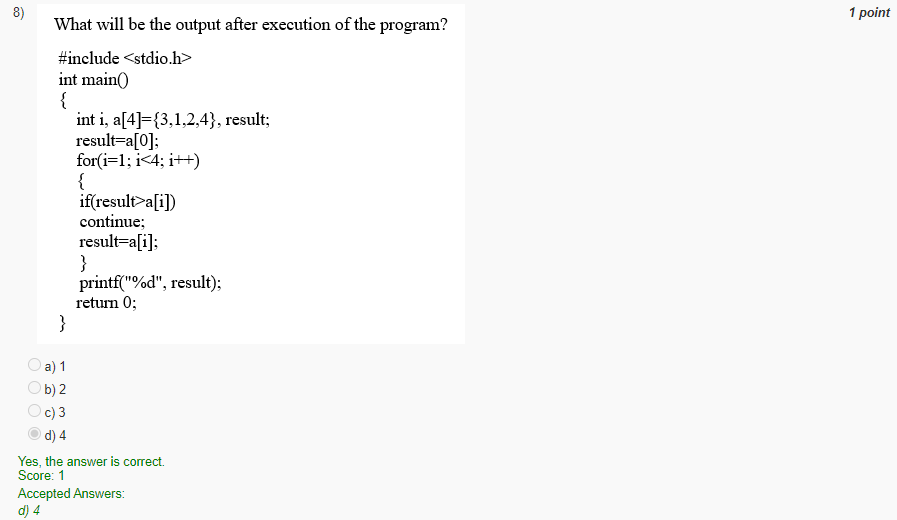 8)
1 point
What will be the output after execution of the program?
#include <stdio.h>
int main()
{
int i, a[4]={3,1,2,4}, result;
result=a[0];
for(i=1; i<4; i++)
{
if(result>a[i])
continue;
result=a[i];
}
printf("%d", result);
return 0;
}
a) 1
b) 2
c) 3
d) 4
Yes, the answer is correct.
Score: 1
Accepted Answers:
d) 4